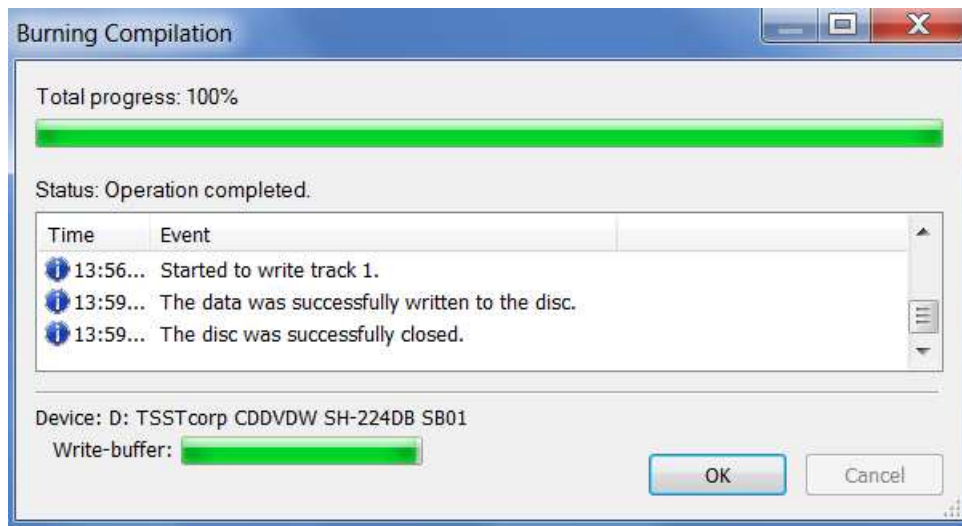 Burning Compilation
Total progress: 100%
Status: Operation completed.
Time Event
13:56... Started to write track 1.
13:59... The data was successfully written to the disc.
13:59... The disc was successfully closed.
Device: D: TSSTcorp CDDVDW SH-224DB SB01
Write-buffer:
OK Cancel